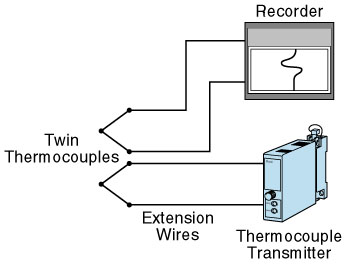 Recorder
Twin
Thermocouples
Extension
Wires
Thermocouple
Transmitter